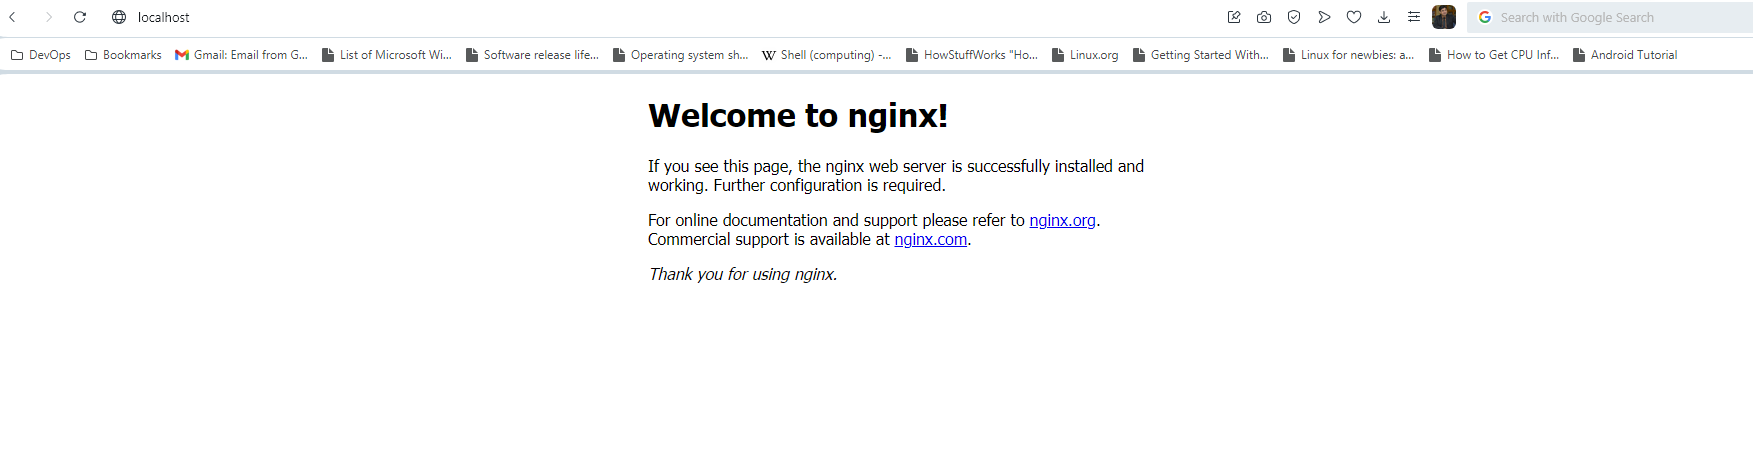 localhost
Search with Google Search
DevOps
Bookmarks
Gmail: Email from G...
List of Microsoft Wi...
Software release life...
Operating system sh...
Shell (computing) -...
HowStuffWorks "Ho...
Linux.org
Getting Started With...
Linux for newbies: a...
How to Get CPU Inf...
Android Tutorial
Welcome to nginx!
If you see this page, the nginx web server is successfully installed and
working. Further configuration is required.
For online documentation and support please refer to nginx.org.
Commercial support is available at nginx.com.
Thank you for using nginx.